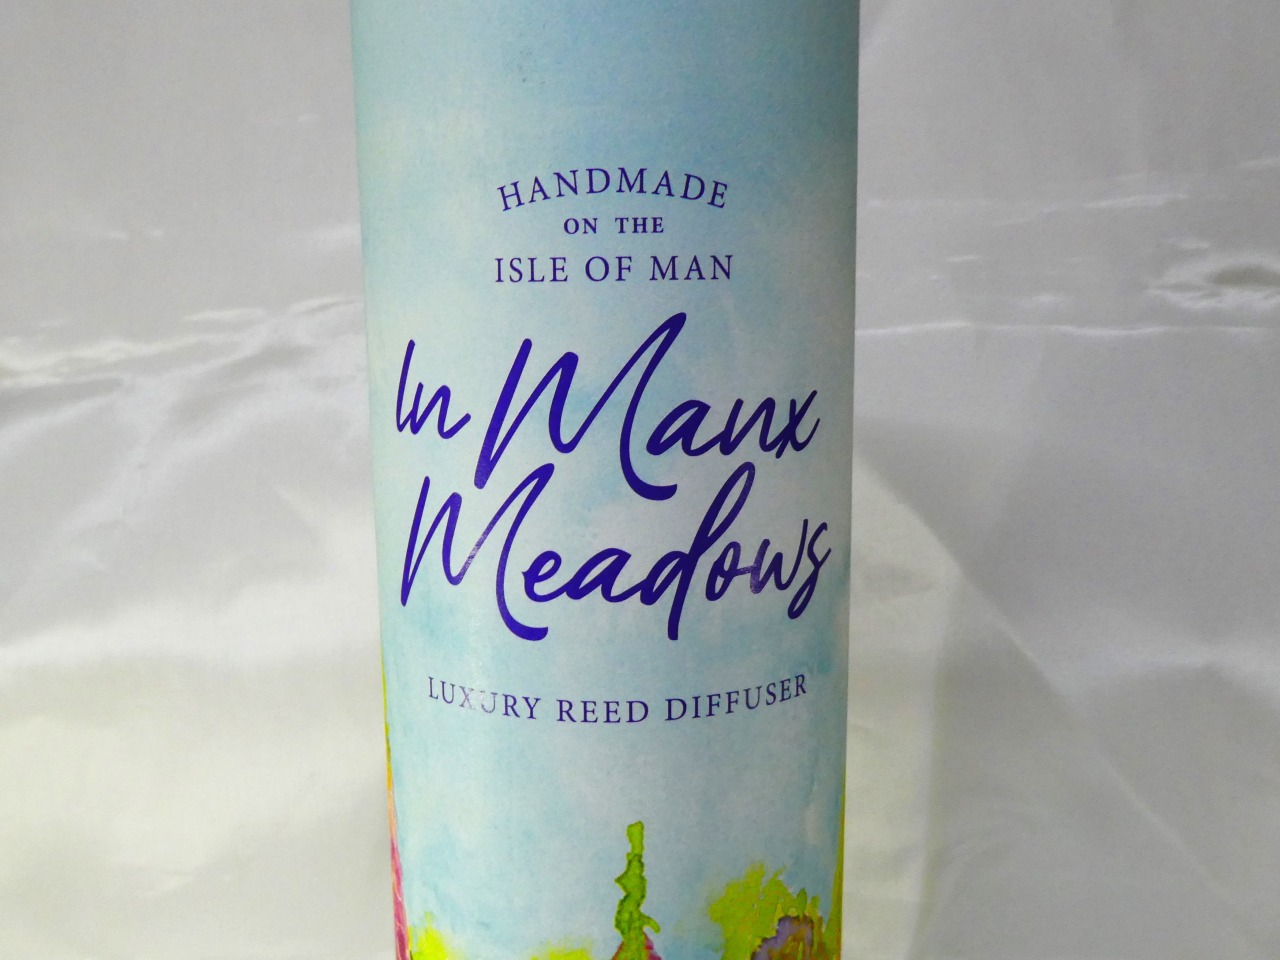 HANDMADE
ON THE
ISLE OF MAN
In Manx
Meadows
LUXURY REED DIFFUSER